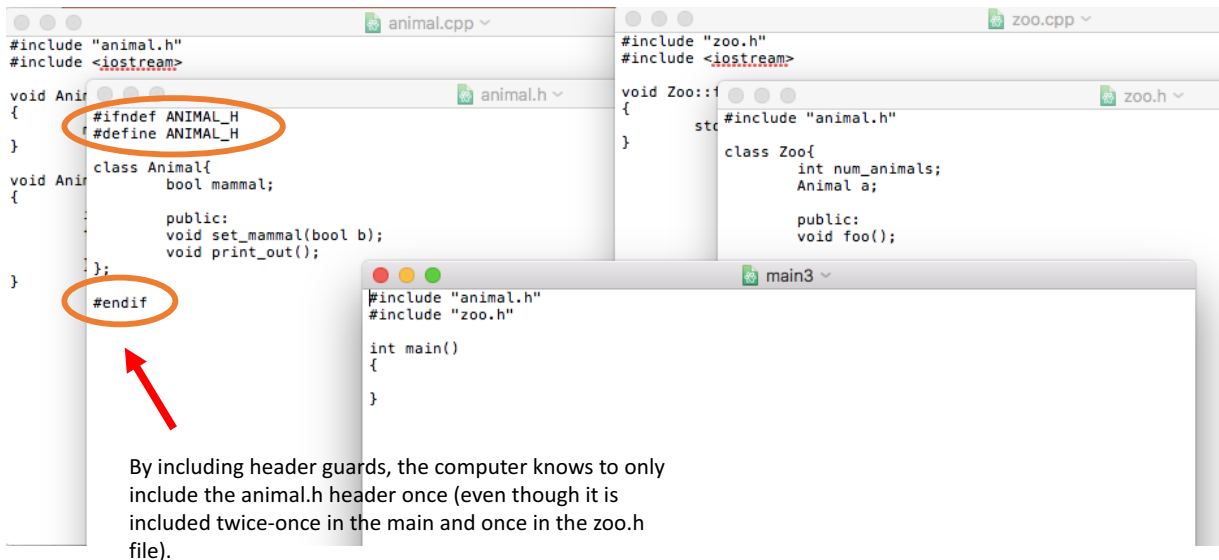 animal.cpp
#include "animal.h"
#include <iostream>
void
{
}
void
{
}
animal.h
#ifndef ANIMAL_H
#define ANIMAL_H
class Animal{
bool mammal;
public:
void set_mammal(bool b);
void print_out();
};
#endif
zoo.cpp
#include "zoo.h"
#include <iostream>
void Zoo::
{
}
zoo.h
#include "animal.h"
class Zoo{
int num_animals;
Animal a;
public:
void foo();
main3
#include "animal.h"
#include "zoo.h"
int main()
{
}
By including header guards, the computer knows to only
include the animal.h header once (even though it is
included twice-once in the main and once in the zoo.h
file).